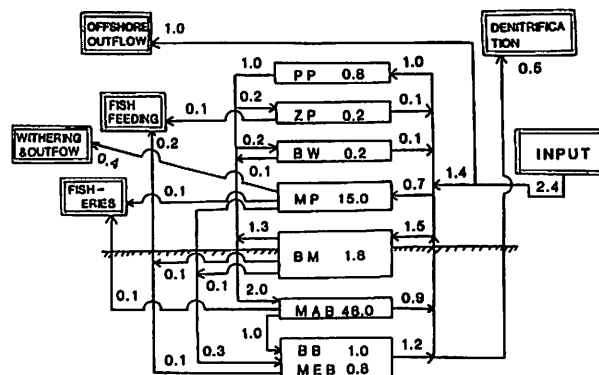 OFFSHORE
OUTFLOW
1.0
DENITRIFICA
TION
0.5
1.0
PP 0.8
1.0
FISH
FEEDING
0.1
0.2
ZP 0.2
0.1
WITHERING
&OUTFOW
0.4
0.2
0.2
BW 0.2
0.1
0.1
INPUT
1.4
2.4
FISH-
ERIES
0.1
MP 15.0
0.7
1.3
BM 1.8
1.5
0.1
0.1
0.1
2.0
MAB 46.0
0.9
1.0
0.3
BB 1.0
MEB 0.8
1.2
0.1